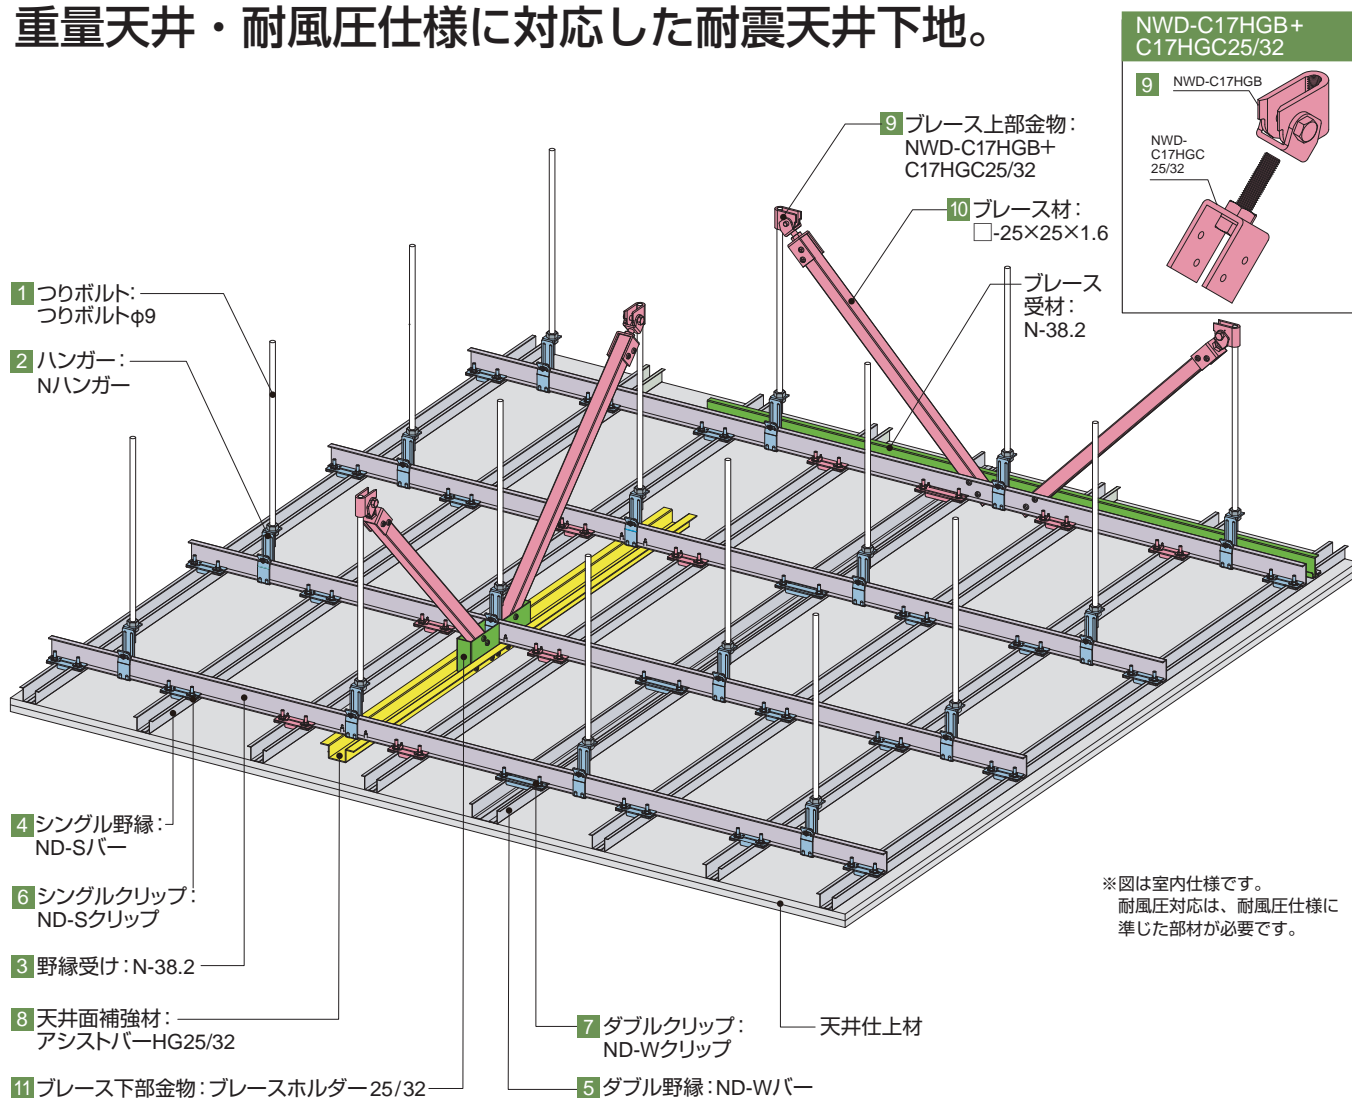 重量天井・耐風圧仕様に対応した耐震天井下地。
NWD-C17HGB+
C17HGC25/32
9 NWD-C17HGB
NWD-
C17HGC
25/32
9 ブレース上部金物：
NWD-C17HGB+
C17HGC25/32
10 ブレース材：
□-25×25×1.6
ブレース
受材：
N-38.2
1 つりボルト：
つりボルトφ9
2 ハンガー：
Nハンガー
4 シングル野縁：
ND-Sバー
6 シングルクリップ：
ND-Sクリップ
3 野縁受け：N-38.2
8 天井面補強材：
アシストバーHG25/32
11 ブレース下部金物：ブレースホルダー25/32
7 ダブルクリップ：
ND-Wクリップ
5 ダブル野縁：ND-Wバー
天井仕上材
※図は室内仕様です。
耐風圧対応は、耐風圧仕様に
準じた部材が必要です。